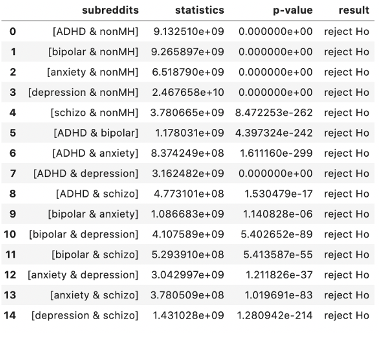 subreddits statistics p-value result
0 [ADHD & nonMH] 9.132510e+09 0.000000e+00 reject Ho
1 [bipolar & nonMH] 9.265897e+09 0.000000e+00 reject Ho
2 [anxiety & nonMH] 6.518790e+09 0.000000e+00 reject Ho
3 [depression & nonMH] 2.467658e+10 0.000000e+00 reject Ho
4 [schizo & nonMH] 3.780665e+09 8.472253e-262 reject Ho
5 [ADHD & bipolar] 1.178031e+09 4.397324e-242 reject Ho
6 [ADHD & anxiety] 8.374249e+08 1.611160e-299 reject Ho
7 [ADHD & depression] 3.162482e+09 0.000000e+00 reject Ho
8 [ADHD & schizo] 4.773101e+08 1.530479e-17 reject Ho
9 [bipolar & anxiety] 1.086683e+09 1.140828e-06 reject Ho
10 [bipolar & depression] 4.107589e+09 5.402652e-89 reject Ho
11 [bipolar & schizo] 5.293910e+08 5.413587e-55 reject Ho
12 [anxiety & depression] 3.042997e+09 1.211826e-37 reject Ho
13 [anxiety & schizo] 3.780509e+08 1.019691e-83 reject Ho
14 [depression & schizo] 1.431028e+09 1.280942e-214 reject Ho